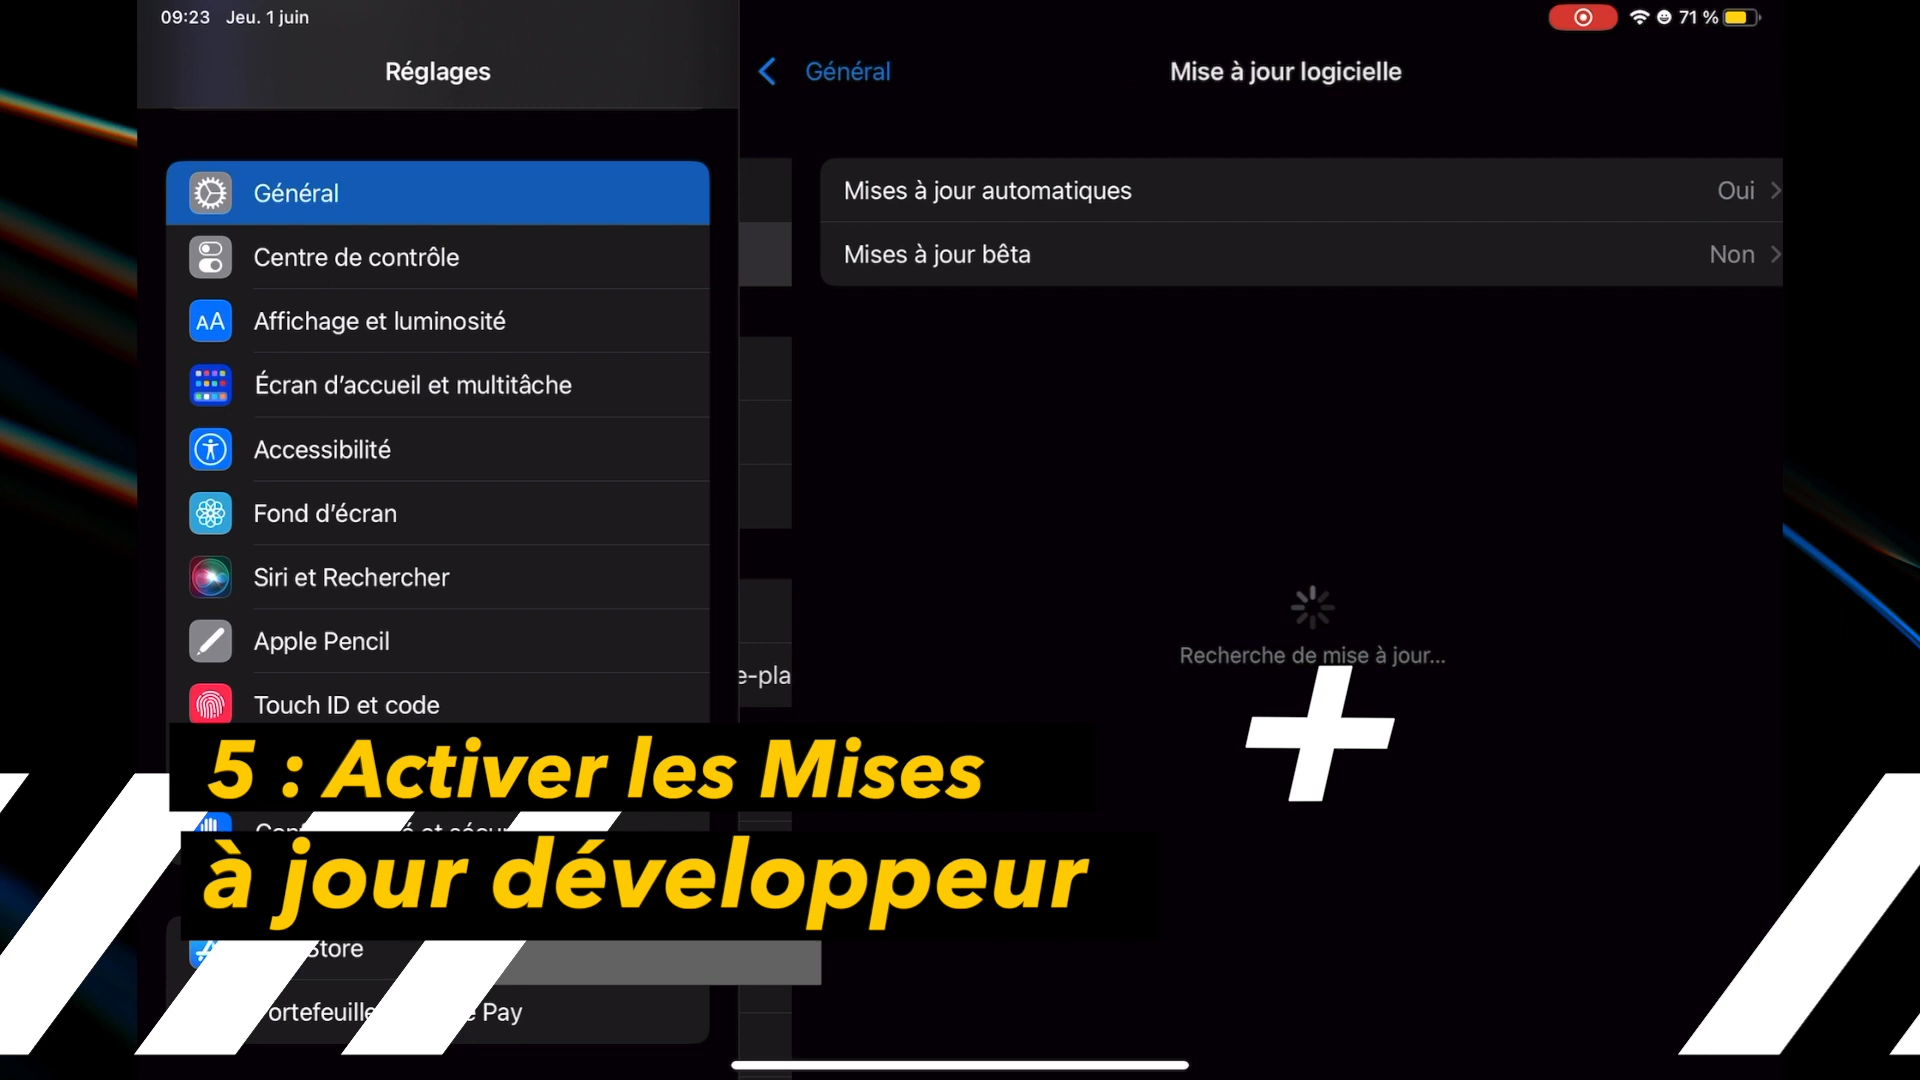 09:23 Jeu. 1 juin
71 %
Réglages
Général
Mise à jour logicielle
Général
Centre de contrôle
Affichage et luminosité
Écran d’accueil et multitâche
Accessibilité
Fond d’écran
Siri et Rechercher
Apple Pencil
Touch ID et code
Store
Pay
e-pla
Mises à jour automatiques Oui
Mises à jour bêta Non
Recherche de mise à jour...
5 : Activer les Mises
à jour développeur